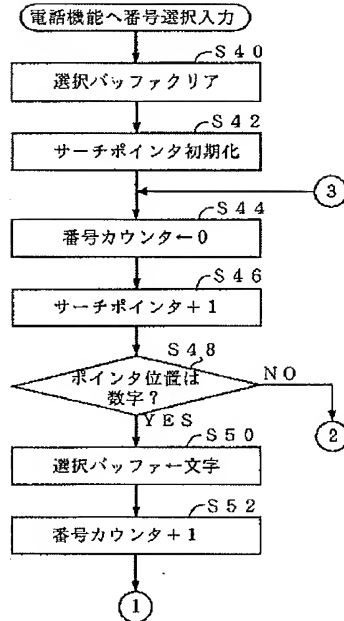 電話機能へ番号選択入力
S40
選択バッファクリア
S42
サーチポインタ初期化
3
S44
番号カウンタ←0
S46
サーチポインタ+1
S48
ポインタ位置は
数字?
NO
YES
2
S50
選択バッファ←文字
S52
番号カウンタ+1
1